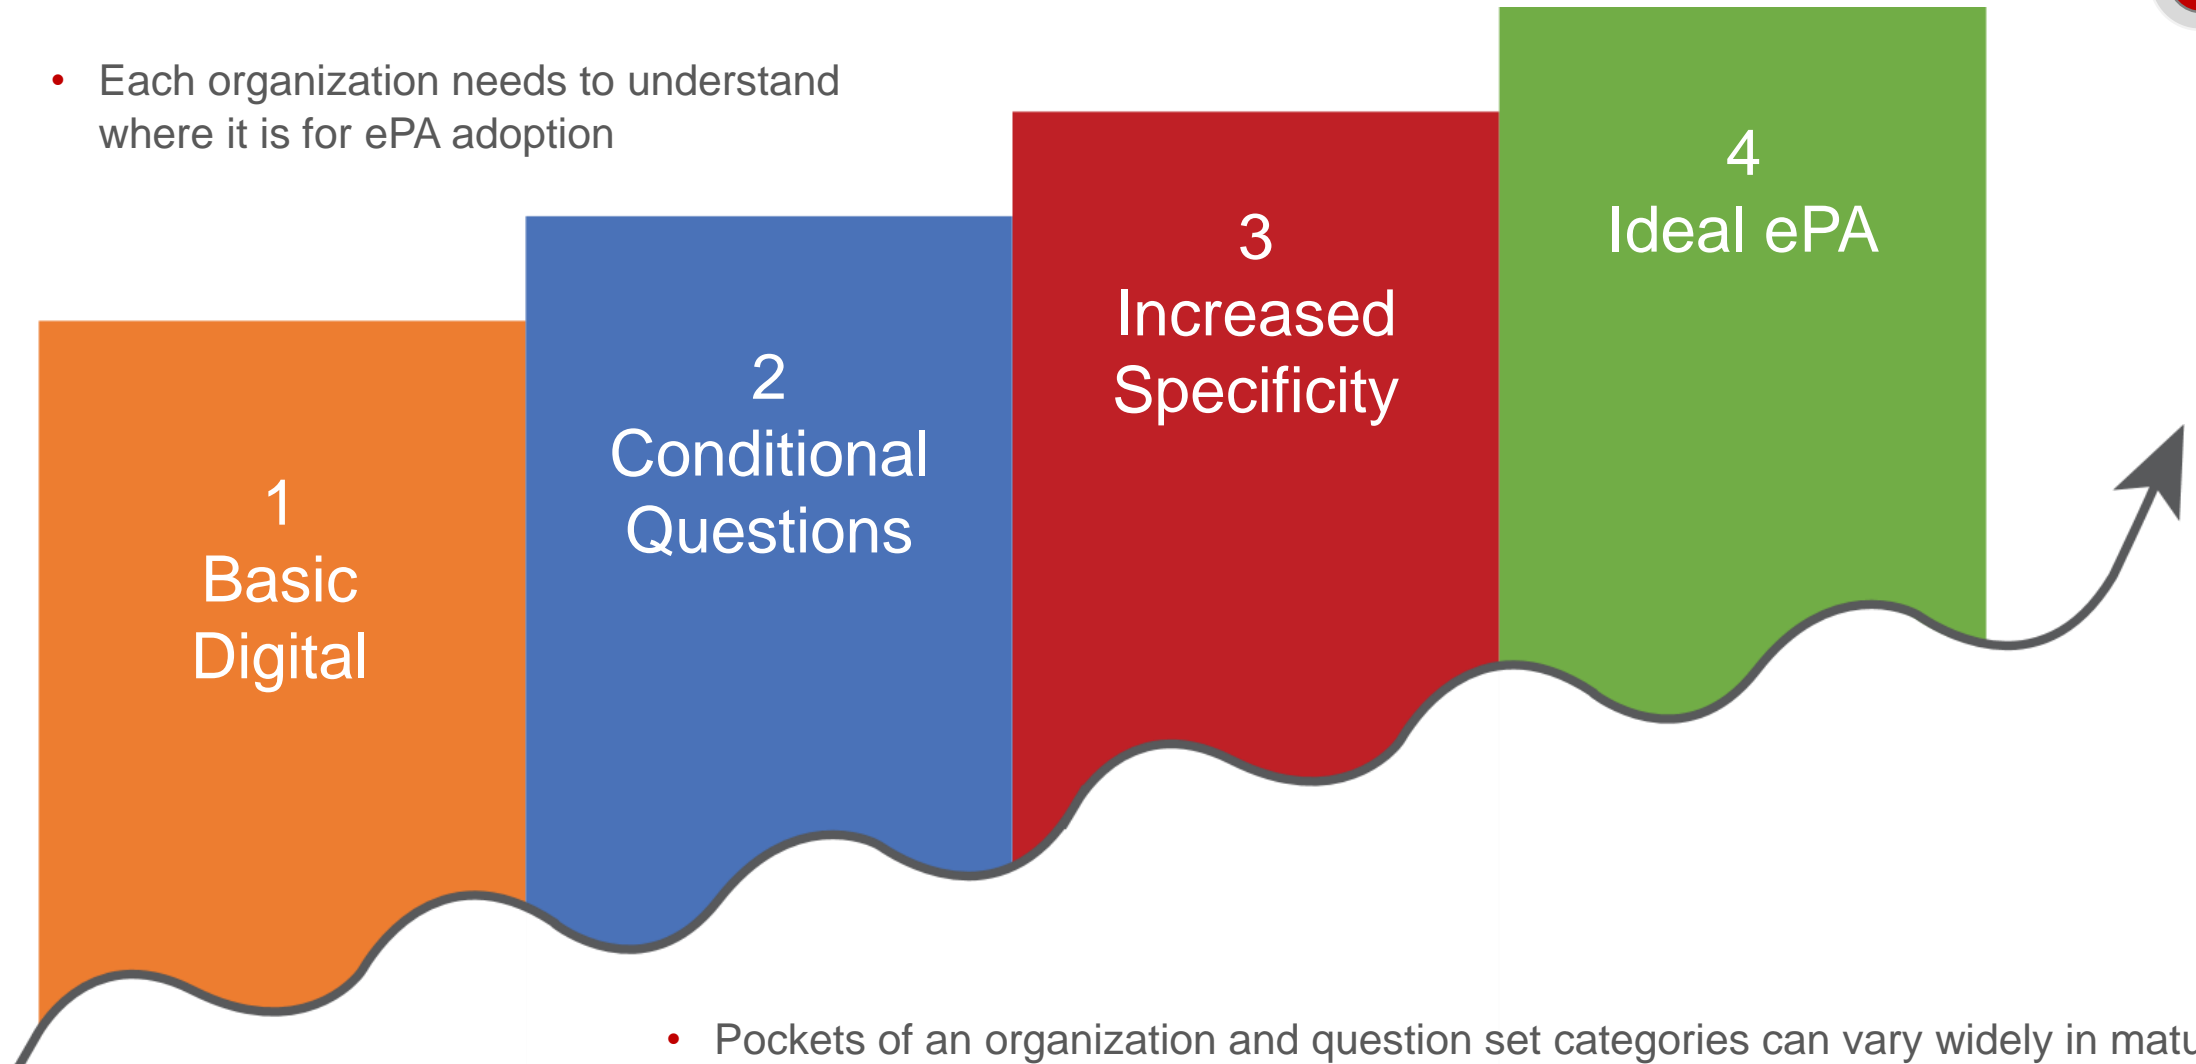 • Each organization needs to understand
where it is for ePA adoption
1
Basic
Digital
2
Conditional
Questions
3
Increased
Specificity
4
Ideal ePA
• Pockets of an organization and question set categories can vary widely in matu